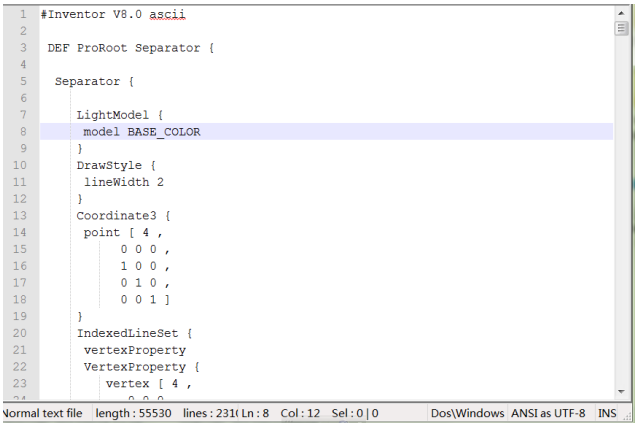 1 #Inventor V8.0 ascii
2
3 DEF ProRoot Separator {
4
5 Separator {
6
7 LightModel {
8 model BASE_COLOR
9 }
10 DrawStyle {
11 lineWidth 2
12 }
13 Coordinate3 {
14 point [ 4 ,
15 0 0 0 ,
16 1 0 0 ,
17 0 1 0 ,
18 0 0 1 ]
19 }
20 IndexedLineSet {
21 vertexProperty
22 VertexProperty {
23 vertex [ 4 ,
24 0 0 0
Normal text file length : 55530 lines : 231( Ln : 8 Col : 12 Sel : 0 | 0 Dos\Windows ANSI as UTF-8 INS